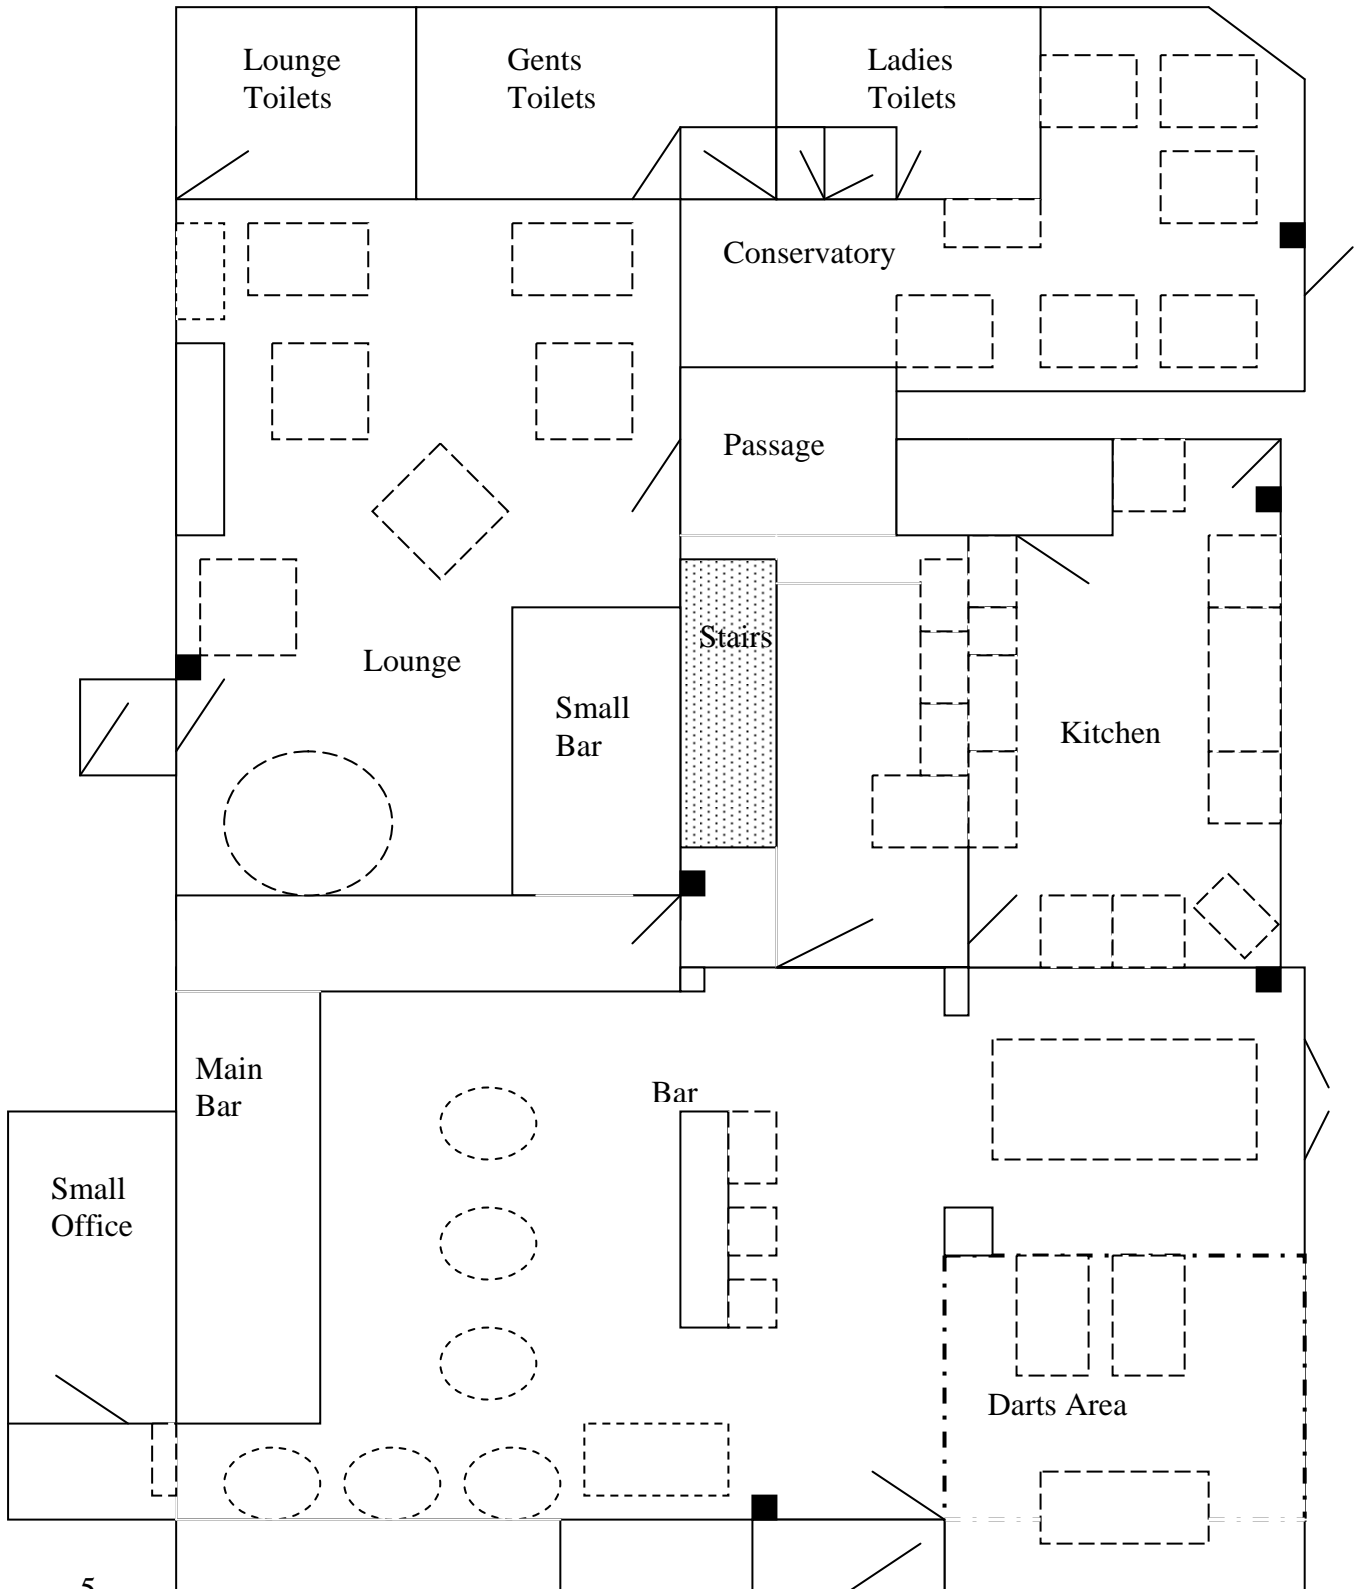 Lounge
Toilets
Gents
Toilets
Ladies
Toilets
Conservatory
Passage
Stairs
Lounge
Small
Bar
Kitchen
Main
Bar
Bar
Small
Office
Darts Area
5